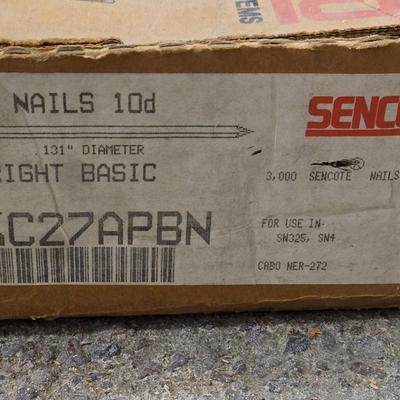 EMS
NAILS 10d
SENCO
.131" DIAMETER
RIGHT BASIC
3,000 SENCOTE NAILS
C27APBN
FOR USE IN:
SN325, SN4
CABO NER-272